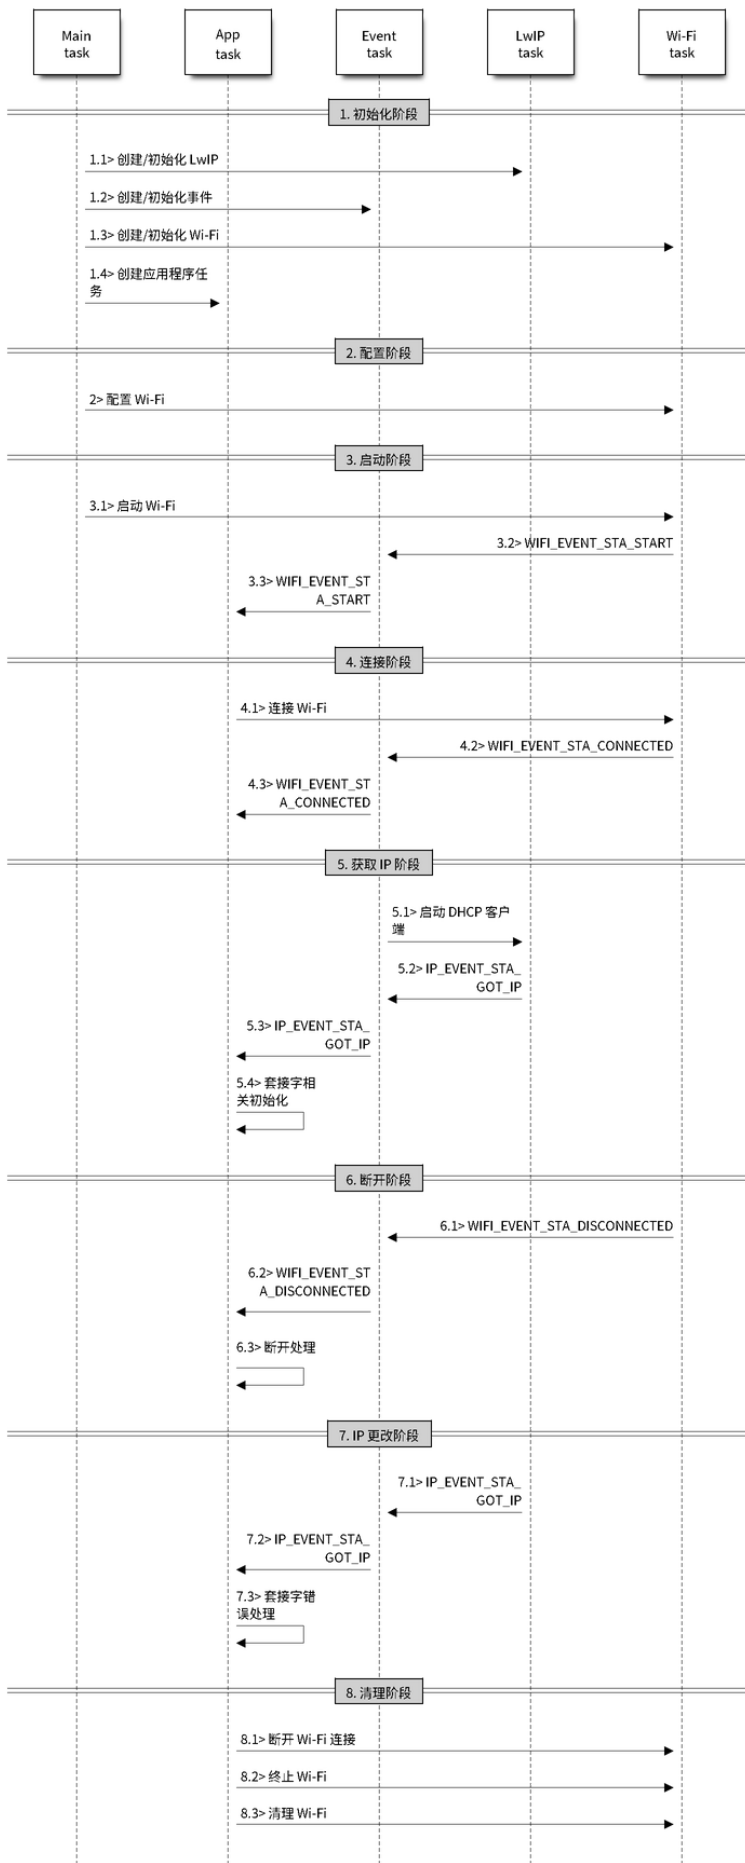 Main
task
App
task
Event
task
LwIP
task
Wi-Fi
task
1. 初始化阶段
1.1> 创建/初始化 LwIP
1.2> 创建/初始化事件
1.3> 创建/初始化 Wi-Fi
1.4> 创建应用程序任
务
2. 配置阶段
2> 配置 Wi-Fi
3. 启动阶段
3.1> 启动 Wi-Fi
3.2> WIFI_EVENT_STA_START
3.3> WIFI_EVENT_ST
A_START
4. 连接阶段
4.1> 连接 Wi-Fi
4.2> WIFI_EVENT_STA_CONNECTED
4.3> WIFI_EVENT_ST
A_CONNECTED
5. 获取 IP 阶段
5.1> 启动 DHCP 客户
端
5.2> IP_EVENT_STA_
GOT_IP
5.3> IP_EVENT_STA_
GOT_IP
5.4> 套接字相
关初始化
6. 断开阶段
6.1> WIFI_EVENT_STA_DISCONNECTED
6.2> WIFI_EVENT_ST
A_DISCONNECTED
6.3> 断开处理
7. IP 更改阶段
7.1> IP_EVENT_STA_
GOT_IP
7.2> IP_EVENT_STA_
GOT_IP
7.3> 套接字错
误处理
8. 清理阶段
8.1> 断开 Wi-Fi 连接
8.2> 终止 Wi-Fi
8.3> 清理 Wi-Fi